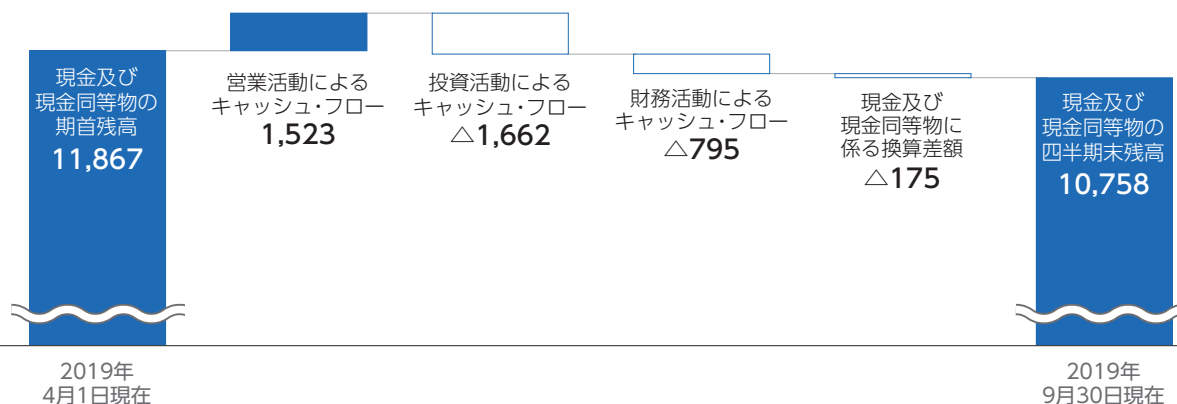 現金及び
現金同等物の
期首残高
11,867
営業活動による
キャッシュ・フロー
1,523
投資活動による
キャッシュ・フロー
△1,662
財務活動による
キャッシュ・フロー
△795
現金及び
現金同等物に
係る換算差額
△175
現金及び
現金同等物の
四半期末残高
10,758
2019年
4月1日現在
2019年
9月30日現在